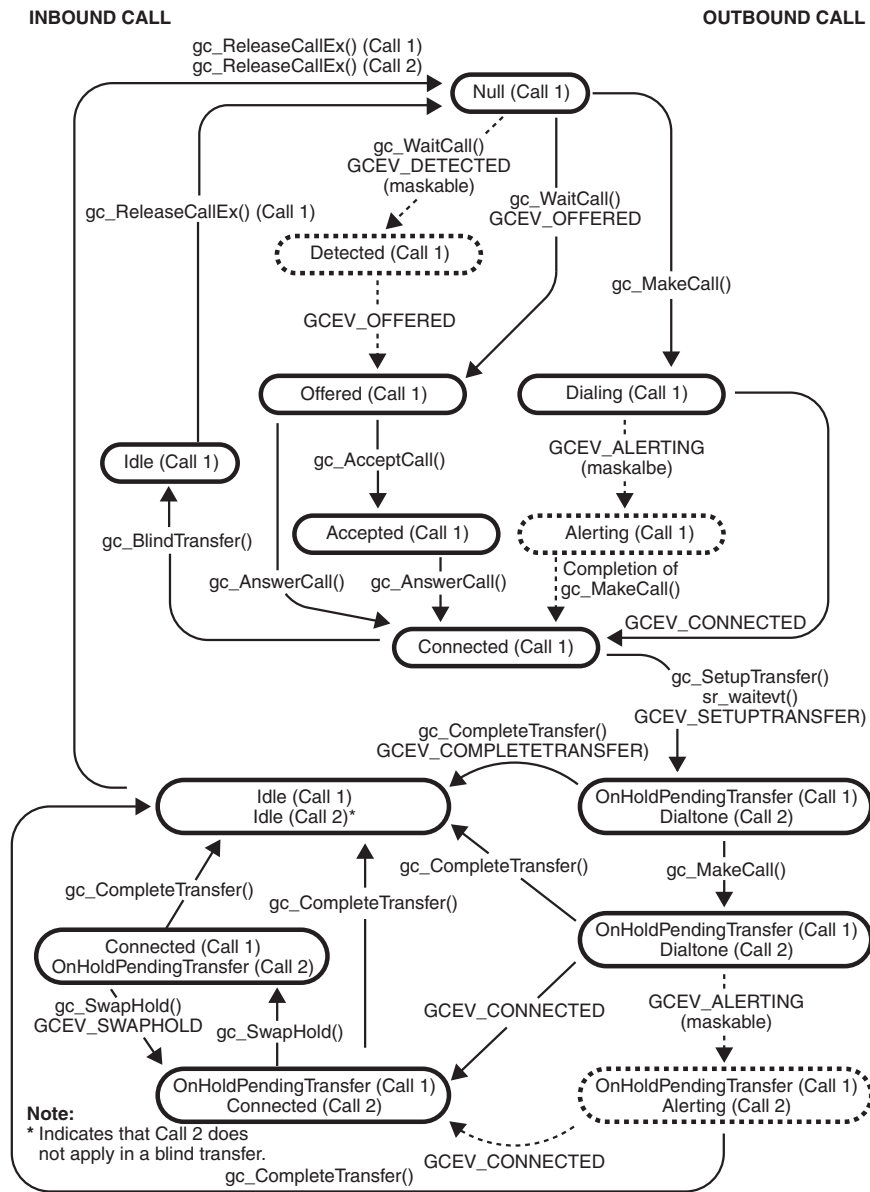 INBOUND CALL
OUTBOUND CALL
gc_ReleaseCallEx() (Call 1)
gc_ReleaseCallEx() (Call 2)
Null (Call 1)
gc_WaitCall()
GCEV_DETECTED
(maskable)
gc_WaitCall()
GCEV_OFFERED
gc_ReleaseCallEx() (Call 1)
Detected (Call 1)
gc_MakeCall()
GCEV_OFFERED
Offered (Call 1)
Dialing (Call 1)
GCEV_ALERTING
(maskalbe)
Idle (Call 1)
gc_AcceptCall()
Accepted (Call 1)
Alerting (Call 1)
gc_BlindTransfer()
Completion of
gc_MakeCall()
gc_AnswerCall()
gc_AnswerCall()
GCEV_CONNECTED
Connected (Call 1)
gc_SetupTransfer()
sr_waitevt()
GCEV_SETUPTRANSFER)
gc_CompleteTransfer()
GCEV_COMPLETETRANSFER)
Idle (Call 1)
Idle (Call 2)*
OnHoldPendingTransfer (Call 1)
Dialtone (Call 2)
gc_CompleteTransfer()
gc_MakeCall()
gc_CompleteTransfer()
gc_CompleteTransfer()
Connected (Call 1)
OnHoldPendingTransfer (Call 2)
OnHoldPendingTransfer (Call 1)
Dialtone (Call 2)
gc_SwapHold()
GCEV_SWAPHOLD
gc_SwapHold()
GCEV_CONNECTED
GCEV_ALERTING
(maskable)
OnHoldPendingTransfer (Call 1)
Connected (Call 2)
OnHoldPendingTransfer (Call 1)
Alerting (Call 2)
Note:
* Indicates that Call 2 does
not apply in a blind transfer.
GCEV_CONNECTED
gc_CompleteTransfer()